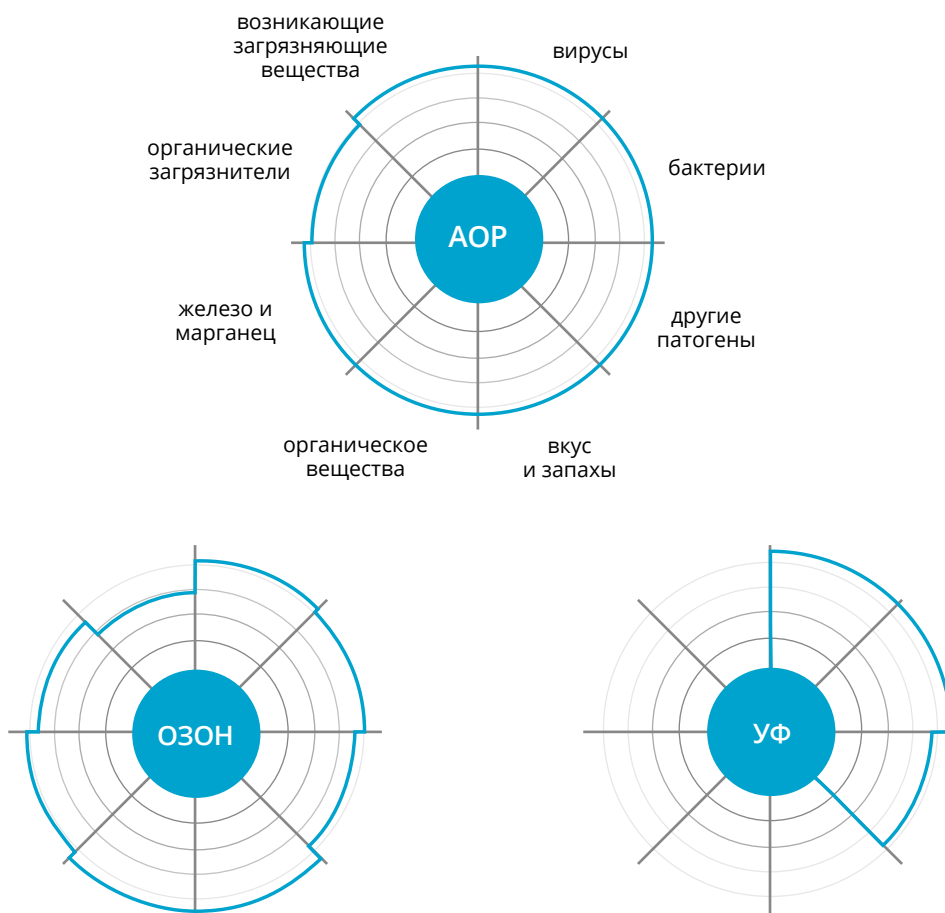 возникающие
загрязняющие
вещества
вирусы
органические
загрязнители
бактерии
АОР
железо и
марганец
другие
патогены
органическое
вещества
вкус
и запахы
ОЗОН
УФ